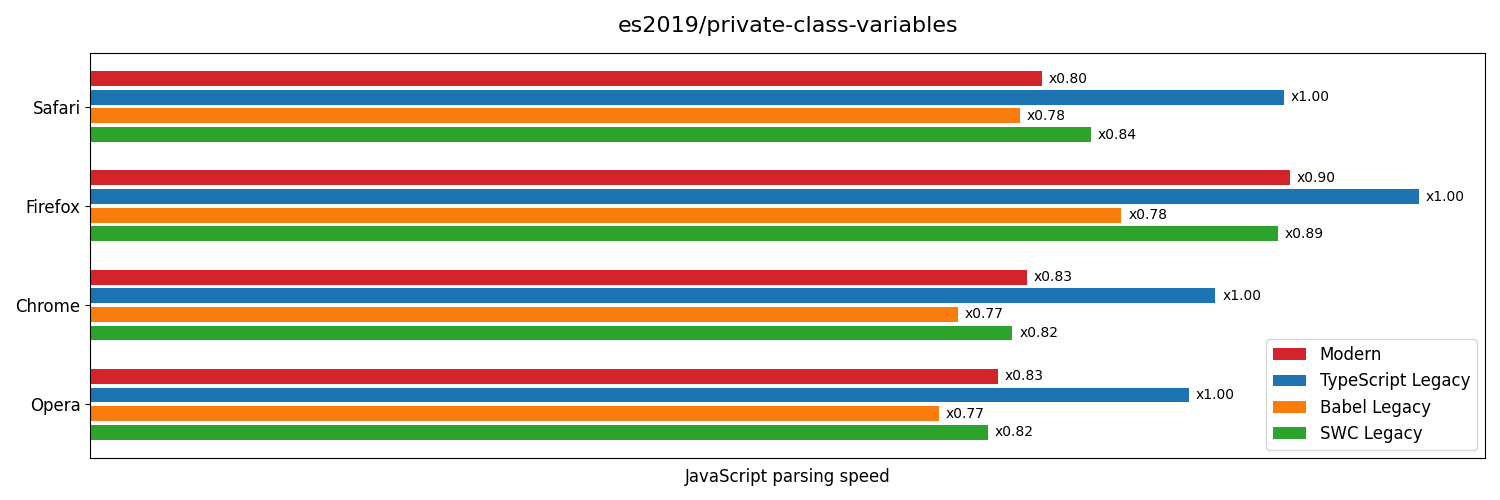 es2019/private-class-variables
Safari
x0.80
x1.00
x0.78
x0.84
Firefox
x0.90
x1.00
x0.78
x0.89
Chrome
x0.83
x1.00
x0.77
x0.82
Opera
x0.83
x1.00
x0.77
x0.82
Modern
TypeScript Legacy
Babel Legacy
SWC Legacy
JavaScript parsing speed